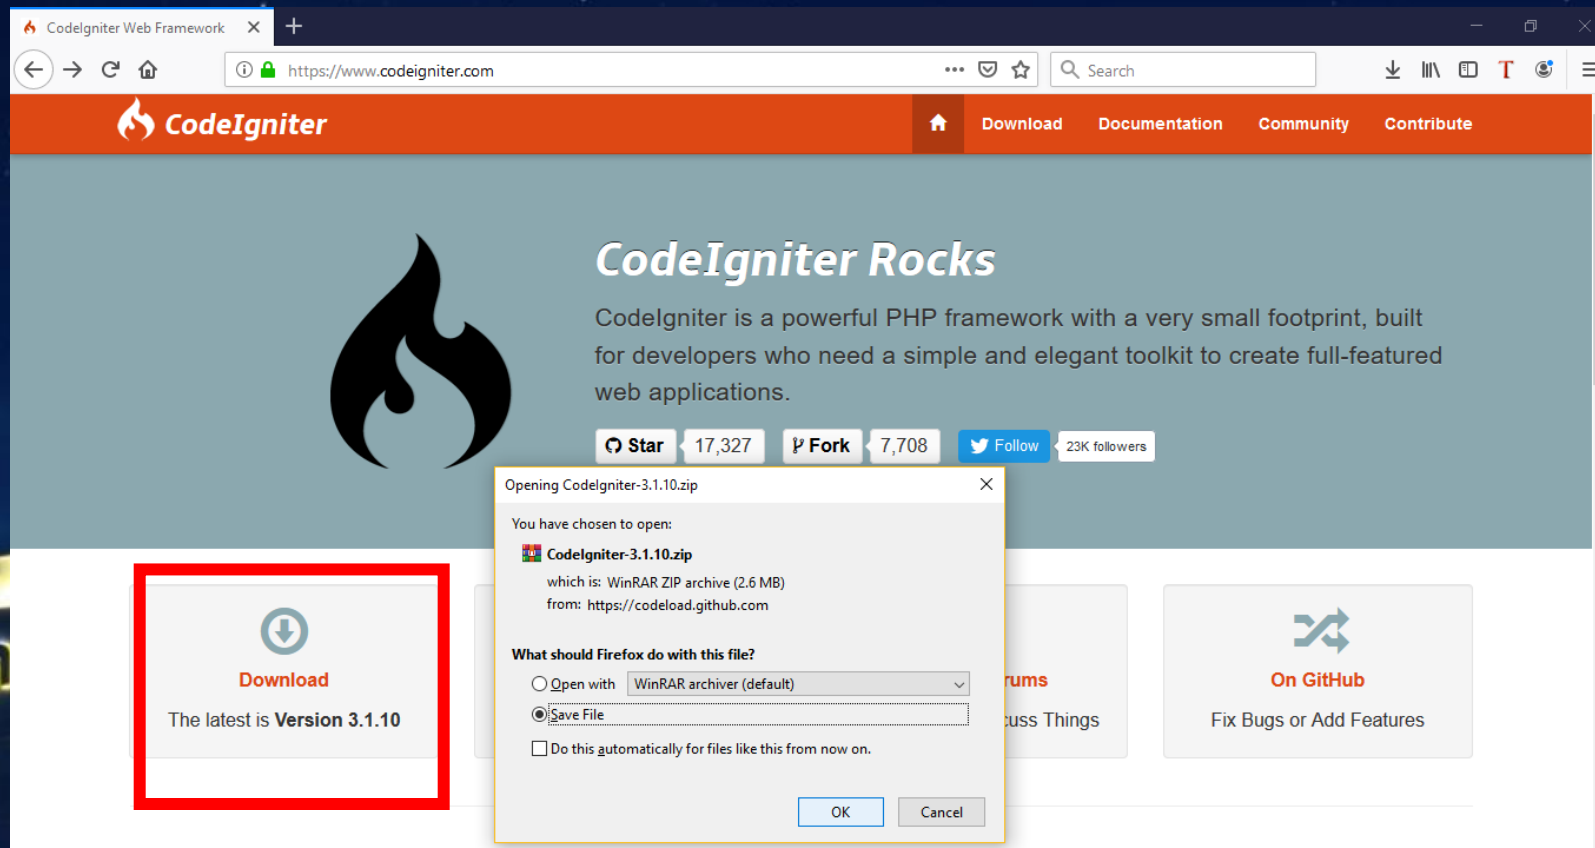 CodeIgniter Web Framework
https://www.codeigniter.com
Search
CodeIgniter
Download Documentation Community Contribute
CodeIgniter Rocks
CodeIgniter is a powerful PHP framework with a very small footprint, built
for developers who need a simple and elegant toolkit to create full-featured
web applications.
Star 17,327 Fork 7,708 Follow 23K followers
Opening CodeIgniter-3.1.10.zip
You have chosen to open:
CodeIgniter-3.1.10.zip
which is: WinRAR ZIP archive (2.6 MB)
from: https://codeload.github.com
What should Firefox do with this file?
Open with WinRAR archiver (default)
Save File
Do this automatically for files like this from now on.
OK Cancel
Download
The latest is Version 3.1.10
rums
cuss Things
On GitHub
Fix Bugs or Add Features